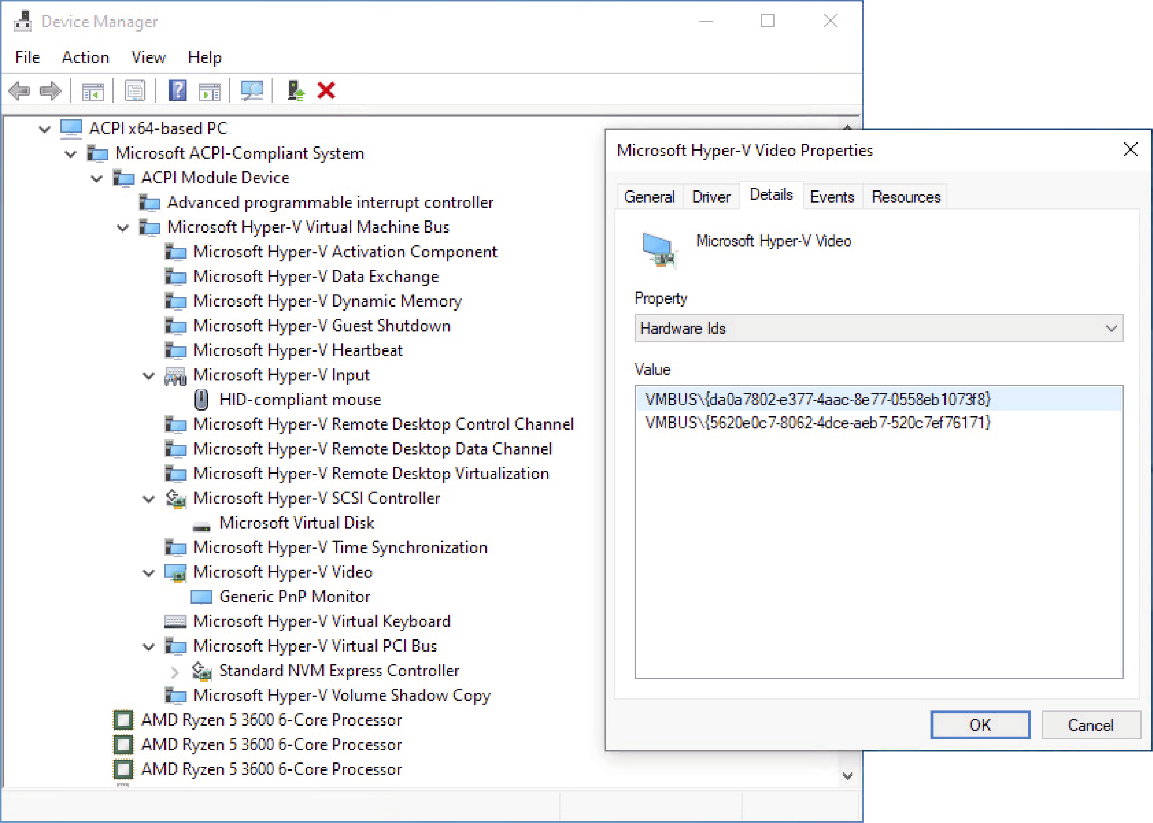 Device Manager
File Action View Help
ACPI x64-based PC
Microsoft ACPI-Compliant System
ACPI Module Device
Advanced programmable interrupt controller
Microsoft Hyper-V Virtual Machine Bus
Microsoft Hyper-V Activation Component
Microsoft Hyper-V Data Exchange
Microsoft Hyper-V Dynamic Memory
Microsoft Hyper-V Guest Shutdown
Microsoft Hyper-V Heartbeat
Microsoft Hyper-V Input
HID-compliant mouse
Microsoft Hyper-V Remote Desktop Control Channel
Microsoft Hyper-V Remote Desktop Data Channel
Microsoft Hyper-V Remote Desktop Virtualization
Microsoft Hyper-V SCSI Controller
Microsoft Virtual Disk
Microsoft Hyper-V Time Synchronization
Microsoft Hyper-V Video
Generic PnP Monitor
Microsoft Hyper-V Virtual Keyboard
Microsoft Hyper-V Virtual PCI Bus
Standard NVM Express Controller
Microsoft Hyper-V Volume Shadow Copy
AMD Ryzen 5 3600 6-Core Processor
AMD Ryzen 5 3600 6-Core Processor
AMD Ryzen 5 3600 6-Core Processor
Microsoft Hyper-V Video Properties
General Driver Details Events Resources
Microsoft Hyper-V Video
Property
Hardware Ids
Value
VMBUS\{da0a7802-e377-4aac-8e77-0558eb1073f8}
VMBUS\{5620e0c7-8062-4dce-aeb7-520c7ef76171}
OK Cancel